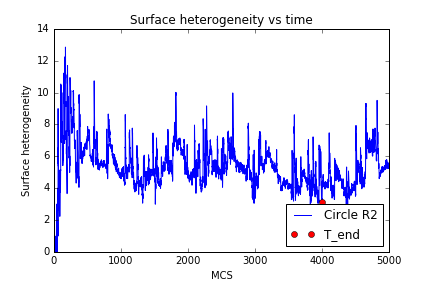 Surface heterogeneity vs time
Surface heterogeneity
14
12
10
8
6
4
2
0
0 1000 2000 3000 4000 5000
MCS
Circle R2
T_end